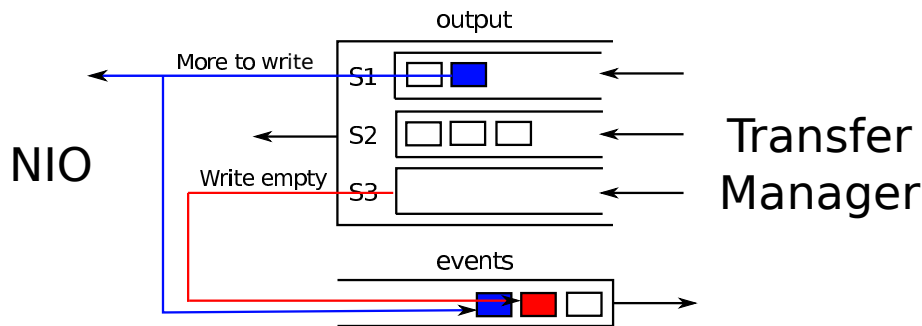 output
More to write
S1
S2
NIO
Transfer
Manager
Write empty
S3
events